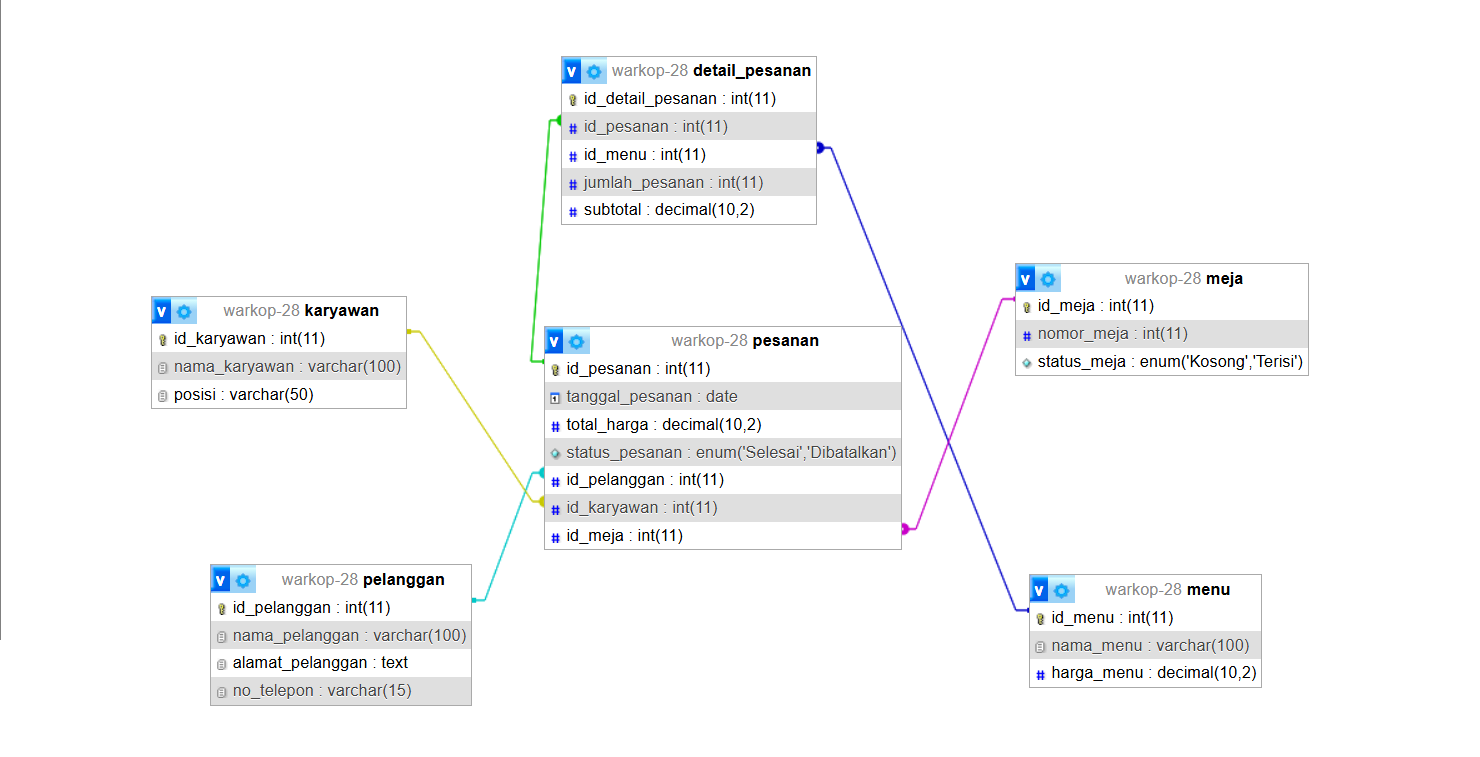 v warkop-28 detail_pesanan
id_detail_pesanan : int(11)
# id_pesanan : int(11)
# id_menu : int(11)
# jumlah_pesanan : int(11)
# subtotal : decimal(10,2)
v warkop-28 meja
id_meja : int(11)
# nomor_meja : int(11)
status_meja : enum('Kosong','Terisi')
v warkop-28 karyawan
id_karyawan : int(11)
nama_karyawan : varchar(100)
posisi : varchar(50)
v warkop-28 pesanan
id_pesanan : int(11)
1 tanggal_pesanan : date
# total_harga : decimal(10,2)
status_pesanan : enum('Selesai','Dibatalkan')
# id_pelanggan : int(11)
# id_karyawan : int(11)
# id_meja : int(11)
v warkop-28 pelanggan
id_pelanggan : int(11)
nama_pelanggan : varchar(100)
alamat_pelanggan : text
no_telepon : varchar(15)
v warkop-28 menu
id_menu : int(11)
nama_menu : varchar(100)
# harga_menu : decimal(10,2)